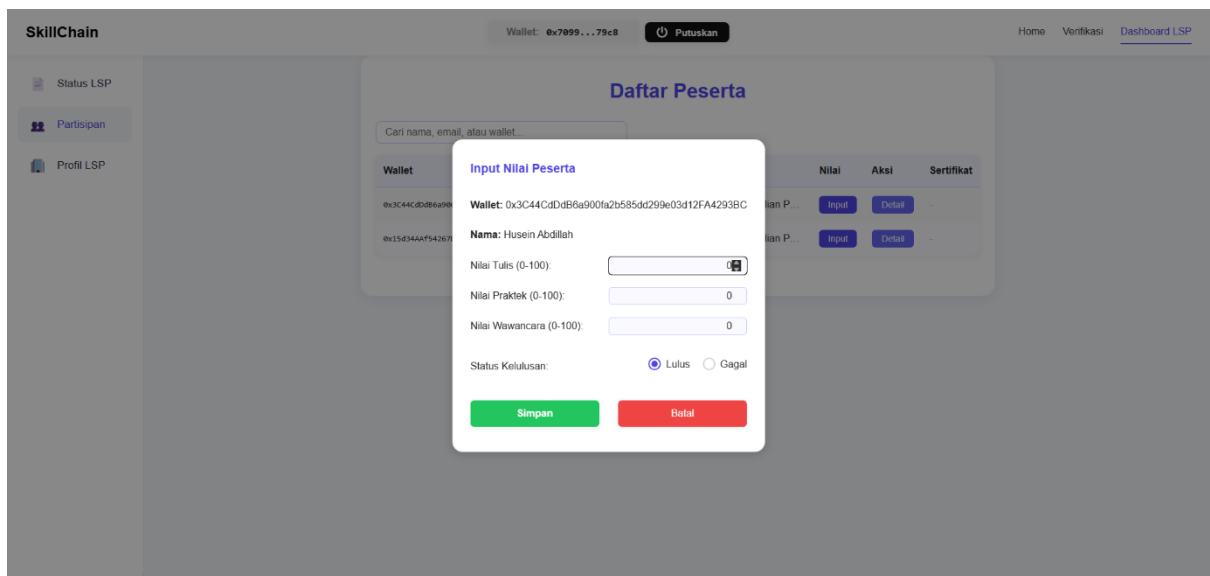 SkillChain
Wallet: 0x7099...79c8
Putuskan
Home Verifikasi Dashboard LSP
Status LSP
Partisipan
Profil LSP
Daftar Peserta
Cari nama, email, atau wallet...
Wallet Nilai Aksi Sertifikat
Input Detail -
Input Detail -
Input Nilai Peserta
Wallet: 0x3C44CdDdB6a900fa2b585dd299e03d12FA4293BC
Nama: Husein Abdillah
Nilai Tulis (0-100): 0
Nilai Praktek (0-100): 0
Nilai Wawancara (0-100): 0
Status Kelulusan: Lulus Gagal
Simpan Batal